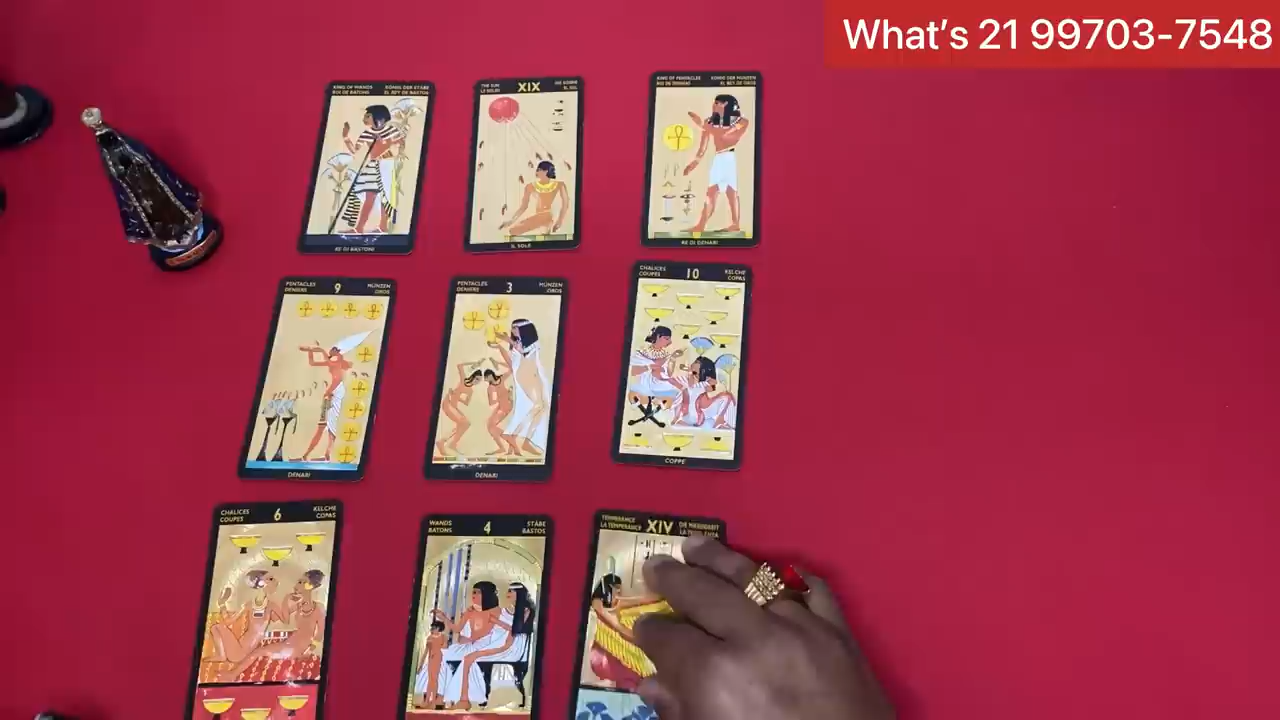 What's 21 99703-7548
KING OF WANDS
ROI DE BATONS
KÖNIG DER STÄBE
EL REY DE BASTOS
RE DI BASTONI
THE SUN
LE SOLEIL
XIX
DIE SONNE
EL SOL
IL SOLE
KING OF PENTACLES
ROI DE DENIERS
KÖNIG DER MÜNZEN
EL REY DE OROS
RE DI DENARI
PENTACLES
DENIERS
9
MÜNZEN
OROS
DENARI
PENTACLES
DENIERS
3
MÜNZEN
OROS
DENARI
CHALICES
COUPES
10
KELCHE
COPAS
COPPE
CHALICES
COUPES
6
KELCHE
COPAS
WANDS
BATONS
4
STÄBE
BASTOS
TEMPERANCE
LA TEMPERANCE
XIV
DIE MÄSSIGKEIT